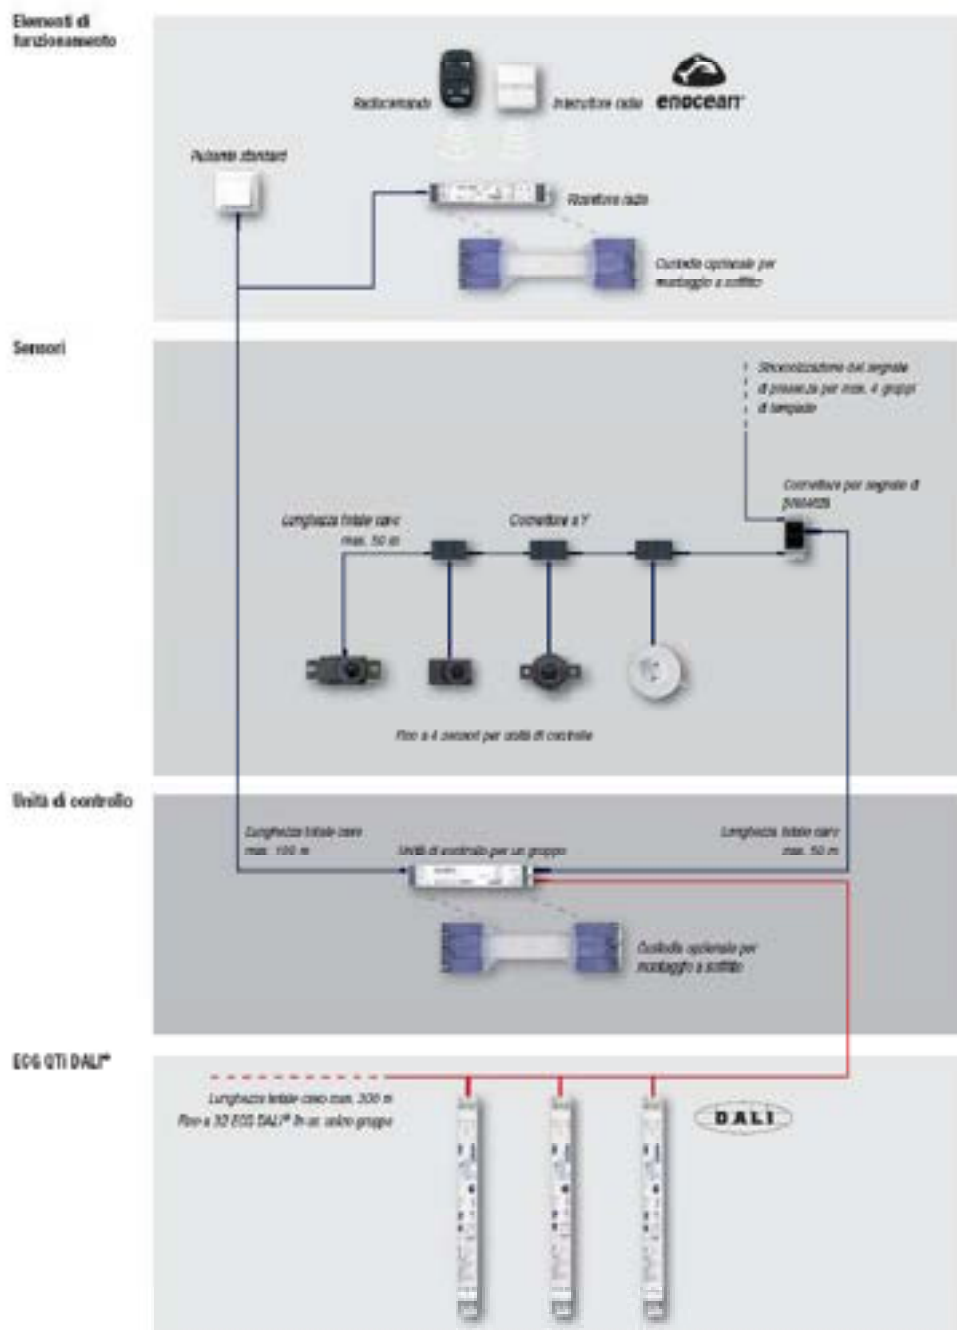 Elementi di
funzionamento
Radiocomando
Interruttore radio
enocean®
Pulsante standard
Ricevitore radio
Custodia opzionale per
montaggio a soffitto
Sensori
Sincronizzazione del segnale
di presenza per max. 4 gruppi
di lampade
Connettore per segnale di
presenza
Lunghezza totale cavo
max. 50 m
Connettore a Y
Fino a 4 sensori per unità di controllo
Unità di controllo
Lunghezza totale cavo
max. 100 m
Unità di controllo per un gruppo
Lunghezza totale cavo
max. 50 m
Custodia opzionale per
montaggio a soffitto
ECG QTi DALI
Lunghezza totale cavo max. 300 m
Fino a 32 ECG DALI in un solo gruppo
DALI